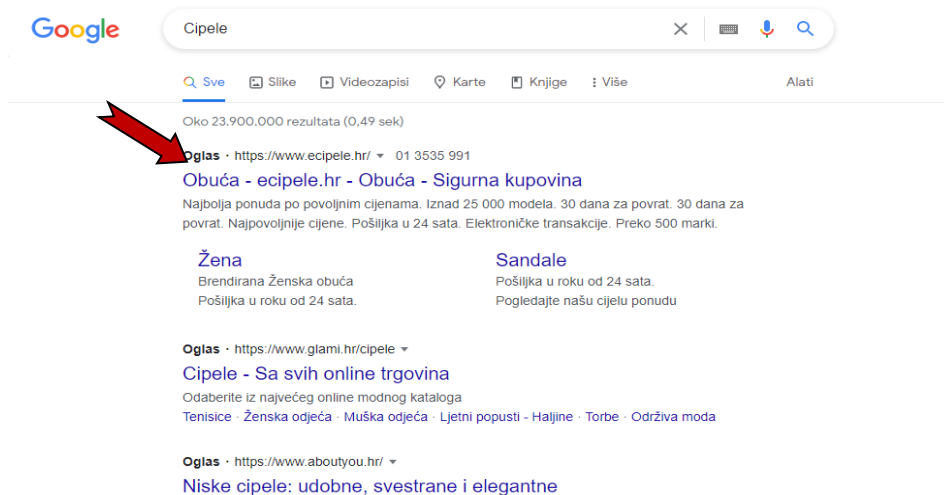 Google
Cipele
Sve Slike Videozapisi Karte Knjige Više Alati
Oko 23.900.000 rezultata (0,49 sek)
Oglas · https://www.ecipele.hr/ 01 3535 991
Obuća - ecipele.hr - Obuća - Sigurna kupovina
Najbolja ponuda po povoljnim cijenama. Iznad 25 000 modela. 30 dana za povrat. 30 dana za
povrat. Najpovoljnije cijene. Pošiljka u 24 sata. Elektroničke transakcije. Preko 500 marki.
Žena
Brendirana Ženska obuća
Pošiljka u roku od 24 sata.
Sandale
Pošiljka u roku od 24 sata.
Pogledajte našu cijelu ponudu
Oglas · https://www.glami.hr/cipele
Cipele - Sa svih online trgovina
Odaberite iz najvećeg online modnog kataloga
Tenisice · Ženska odjeća · Muška odjeća · Ljetni popusti - Haljine · Torbe · Održiva moda
Oglas · https://www.aboutyou.hr/
Niske cipele: udobne, svestrane i elegantne